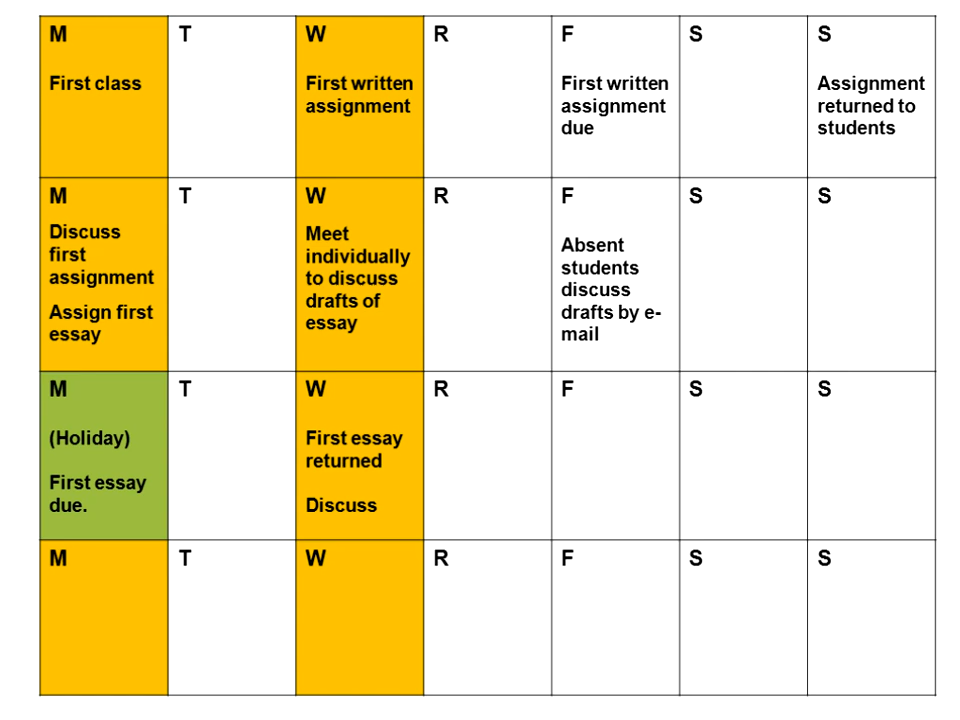 M T W R F S S
First class
First written
assignment
First written
assignment
due
Assignment
returned to
students
M T W R F S S
Discuss
first
assignment
Assign first
essay
Meet
individually
to discuss
drafts of
essay
Absent
students
discuss
drafts by e-
mail
M T W R F S S
(Holiday)
First essay
due.
First essay
returned
Discuss
M T W R F S S